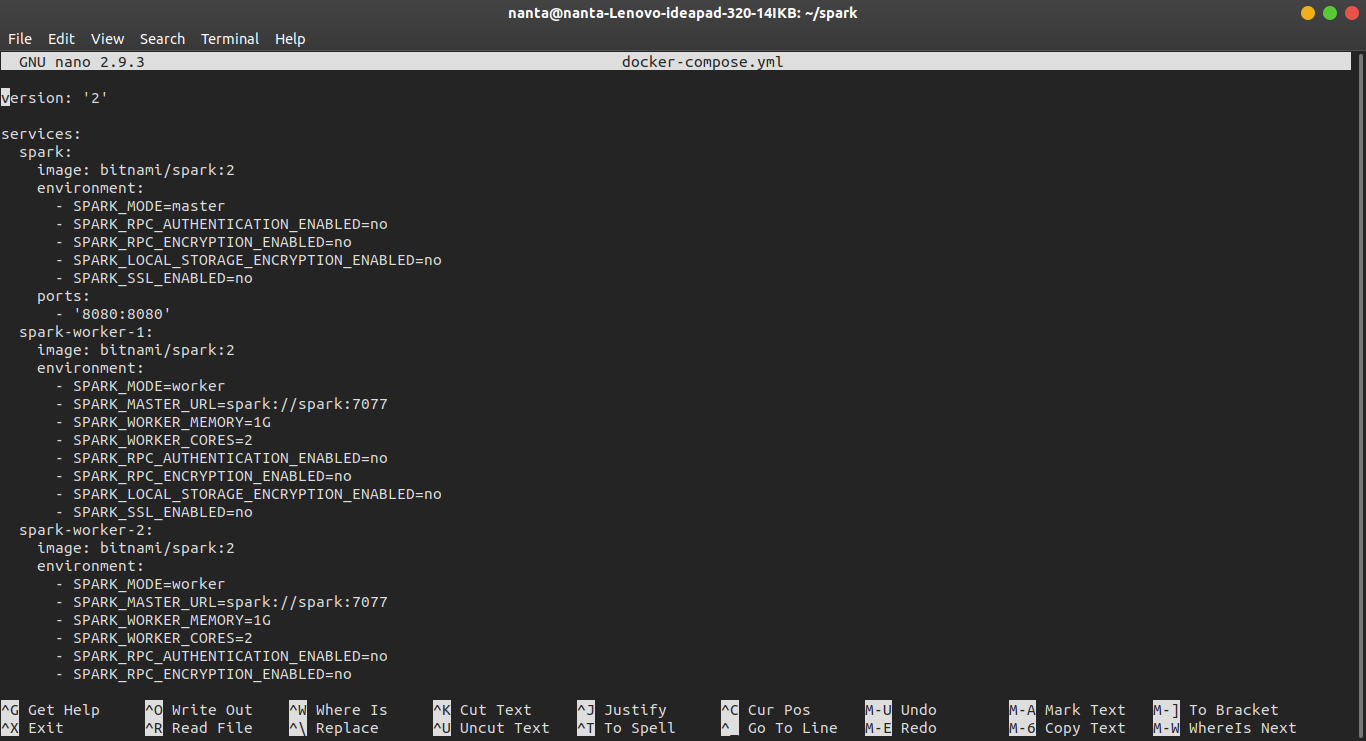 nanta@nanta-Lenovo-ideapad-320-14IKB: ~/spark
File Edit View Search Terminal Help
GNU nano 2.9.3 docker-compose.yml
version: '2'
services:
  spark:
    image: bitnami/spark:2
    environment:
      - SPARK_MODE=master
      - SPARK_RPC_AUTHENTICATION_ENABLED=no
      - SPARK_RPC_ENCRYPTION_ENABLED=no
      - SPARK_LOCAL_STORAGE_ENCRYPTION_ENABLED=no
      - SPARK_SSL_ENABLED=no
    ports:
      - '8080:8080'
  spark-worker-1:
    image: bitnami/spark:2
    environment:
      - SPARK_MODE=worker
      - SPARK_MASTER_URL=spark://spark:7077
      - SPARK_WORKER_MEMORY=1G
      - SPARK_WORKER_CORES=2
      - SPARK_RPC_AUTHENTICATION_ENABLED=no
      - SPARK_RPC_ENCRYPTION_ENABLED=no
      - SPARK_LOCAL_STORAGE_ENCRYPTION_ENABLED=no
      - SPARK_SSL_ENABLED=no
  spark-worker-2:
    image: bitnami/spark:2
    environment:
      - SPARK_MODE=worker
      - SPARK_MASTER_URL=spark://spark:7077
      - SPARK_WORKER_MEMORY=1G
      - SPARK_WORKER_CORES=2
      - SPARK_RPC_AUTHENTICATION_ENABLED=no
      - SPARK_RPC_ENCRYPTION_ENABLED=no
^G Get Help ^O Write Out ^W Where Is ^K Cut Text ^J Justify ^C Cur Pos M-U Undo M-A Mark Text M-] To Bracket
^X Exit ^R Read File ^\ Replace ^U Uncut Text ^T To Spell ^_ Go To Line M-E Redo M-6 Copy Text M-W WhereIs Next